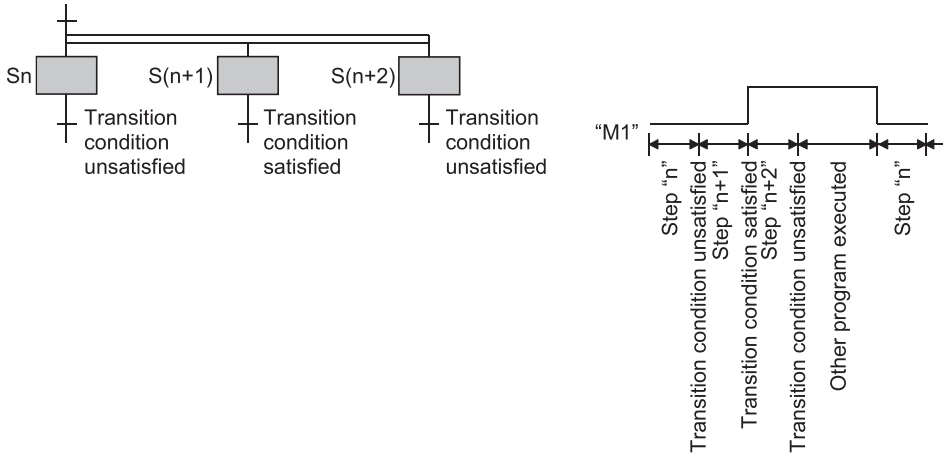 Sn
S(n+1)
S(n+2)
Transition
condition
unsatisfied
Transition
condition
satisfied
Transition
condition
unsatisfied
“M1”
Step “n”
Transition condition unsatisfied
Step “n+1”
Transition condition satisfied
Step “n+2”
Transition condition unsatisfied
Other program executed
Step “n”